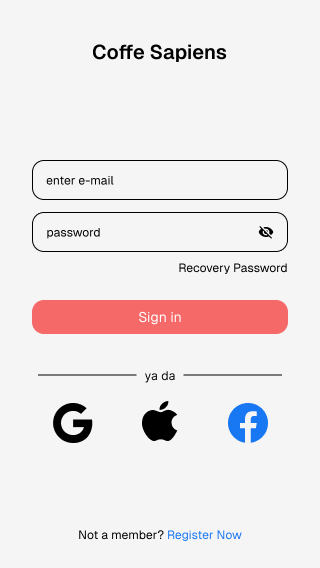 Coffe Sapiens
enter e-mail
password
Recovery Password
Sign in
ya da
Not a member? Register Now